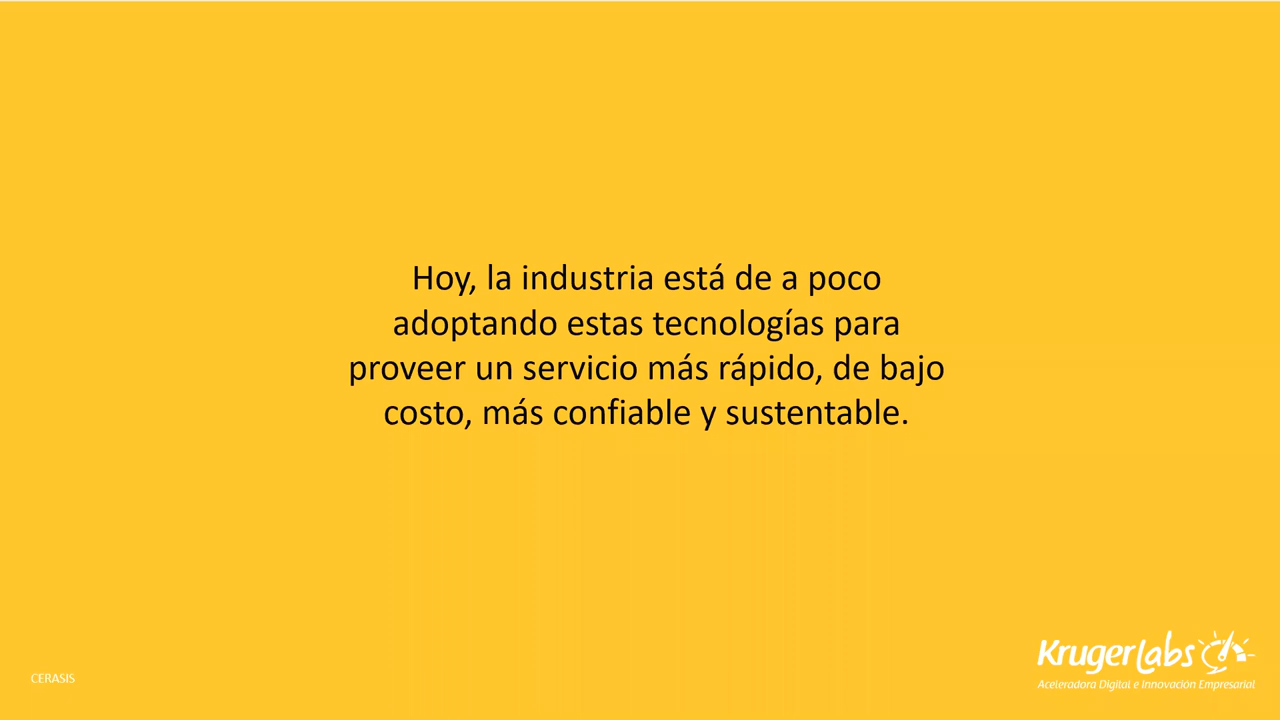 Hoy, la industria está de a poco
adoptando estas tecnologías para
proveer un servicio más rápido, de bajo
costo, más confiable y sustentable.
CERASIS
KrugerLabs
Aceleradora Digital e Innovación Empresarial